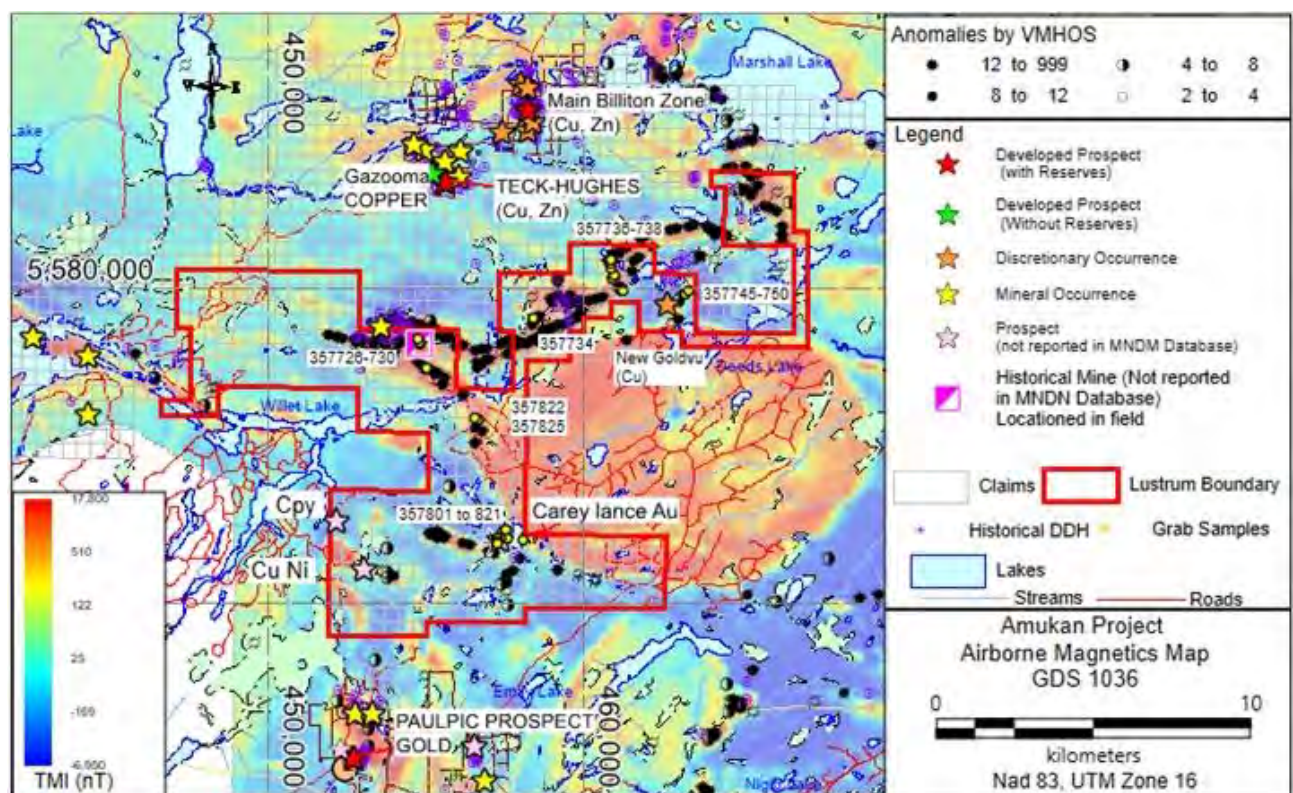 450,000
Marshall Lake
Main Billiton Zone
(Cu, Zn)
Lake
Gazooma
COPPER
TECK-HUGHES
(Cu, Zn)
357736-738
5,580,000
357745-750
357734-
357726-730
New Goldvu
(Cu)
Deeds Lake
Willet Lake
357822
357825
Cpy
357801 to 821
Carey lance Au
Cu Ni
PAULPIC PROSPECT
GOLD
450,000
460,000
17,800
510
122
25
-169
-6,950
TMI (nT)
Anomalies by VMHOS
12 to 999
4 to 8
8 to 12
2 to 4
Legend
Developed Prospect
(with Reserves)
Developed Prospect
(Without Reserves)
Discretionary Occurrence
Mineral Occurrence
Prospect
(not reported in MNDM Database)
Historical Mine (Not reported
in MNDN Database)
Locationed in field
Claims
Lustrum Boundary
Historical DDH
Grab Samples
Lakes
Streams
Roads
Amukan Project
Airborne Magnetics Map
GDS 1036
0
10
kilometers
Nad 83, UTM Zone 16